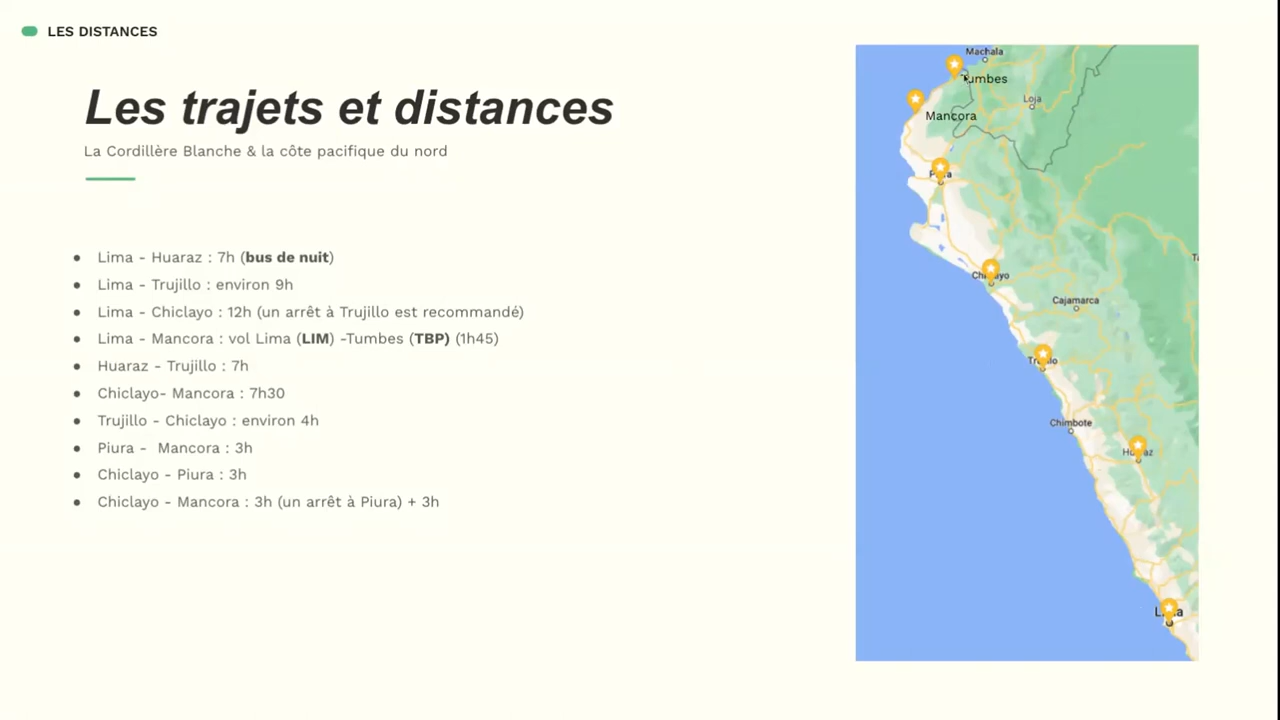 LES DISTANCES
Les trajets et distances
La Cordillère Blanche & la côte pacifique du nord
● Lima - Huaraz : 7h (bus de nuit)
● Lima - Trujillo : environ 9h
● Lima - Chiclayo : 12h (un arrêt à Trujillo est recommandé)
● Lima - Mancora : vol Lima (LIM) -Tumbes (TBP) (1h45)
● Huaraz - Trujillo : 7h
● Chiclayo- Mancora : 7h30
● Trujillo - Chiclayo : environ 4h
● Piura -  Mancora : 3h
● Chiclayo - Piura : 3h
● Chiclayo - Mancora : 3h (un arrêt à Piura) + 3h
Machala
Tumbes
Loja
Mancora
Piura
Chiclayo
Cajamarca
Trujillo
Chimbote
Huaraz
Lima